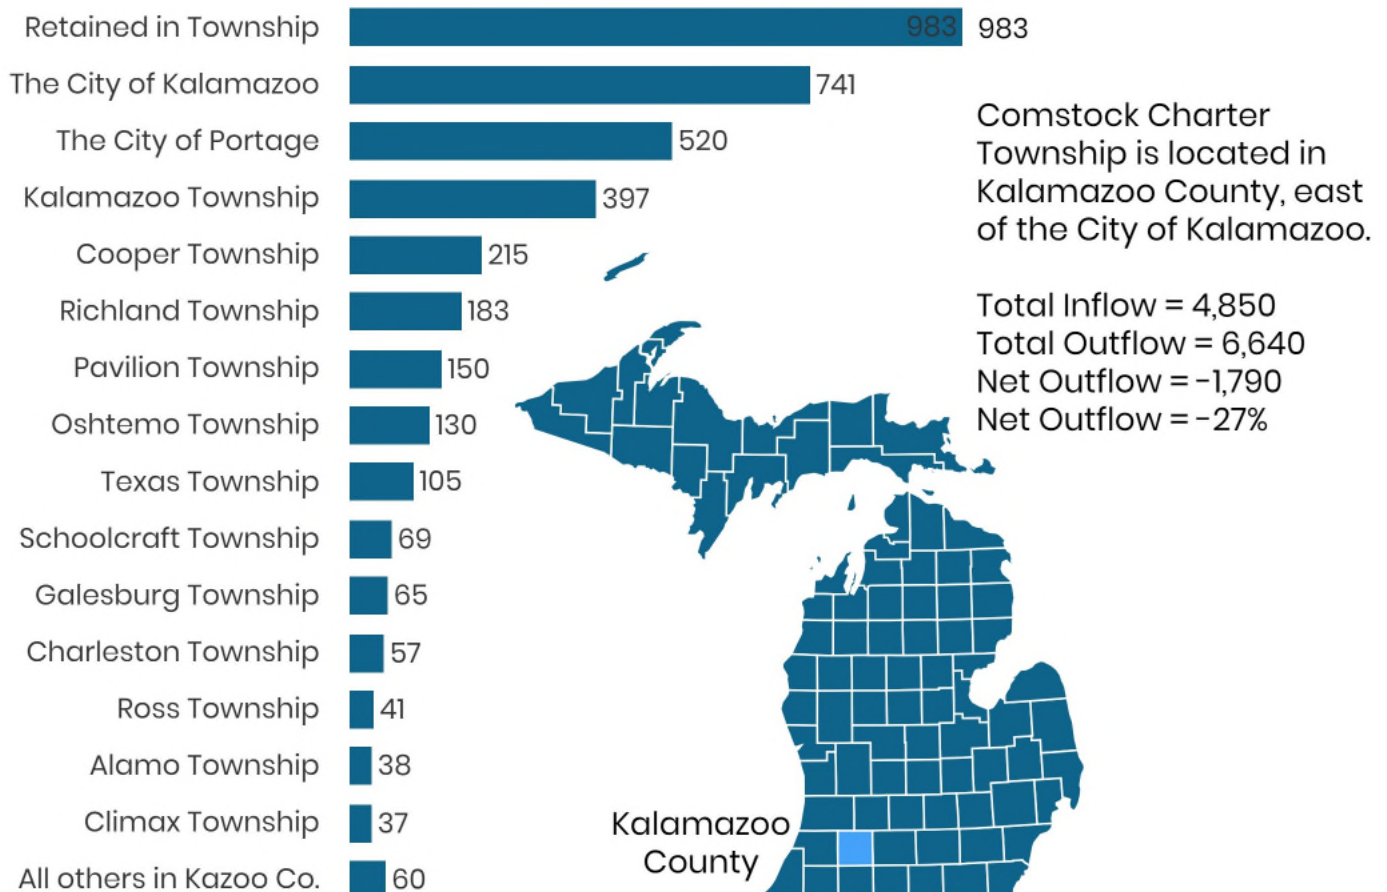 Retained in Township 983 983
The City of Kalamazoo 741
The City of Portage 520
Kalamazoo Township 397
Cooper Township 215
Richland Township 183
Pavilion Township 150
Oshtemo Township 130
Texas Township 105
Schoolcraft Township 69
Galesburg Township 65
Charleston Township 57
Ross Township 41
Alamo Township 38
Climax Township 37
All others in Kazoo Co. 60
Comstock Charter
Township is located in
Kalamazoo County, east
of the City of Kalamazoo.
Total Inflow = 4,850
Total Outflow = 6,640
Net Outflow = -1,790
Net Outflow = -27%
Kalamazoo
County